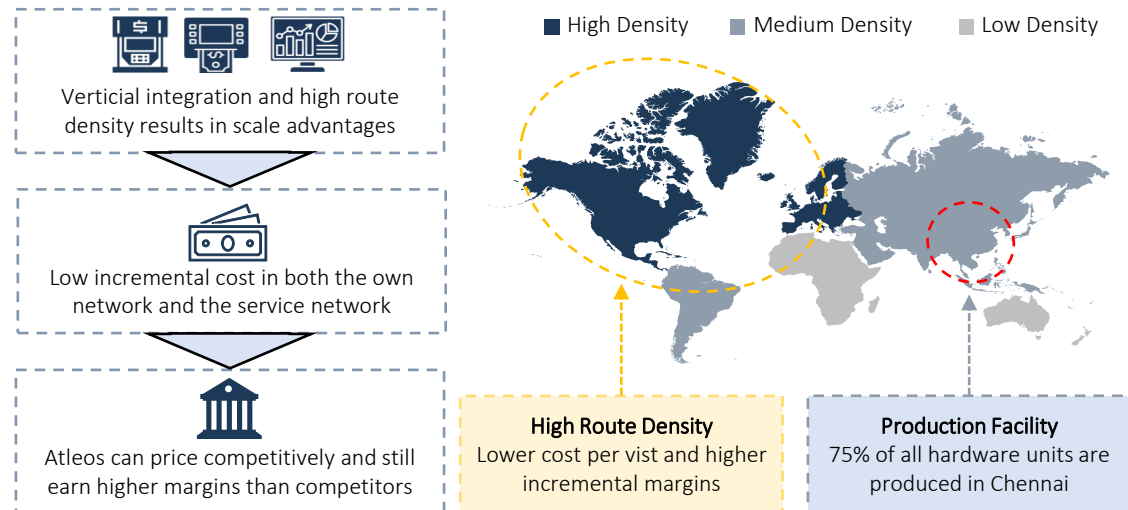 Verticial integration and high route
density results in scale advantages
Low incremental cost in both the own
network and the service network
Atleos can price competitively and still
earn higher margins than competitors
High Density
Medium Density
Low Density
High Route Density
Lower cost per vist and higher
incremental margins
Production Facility
75% of all hardware units are
produced in Chennai